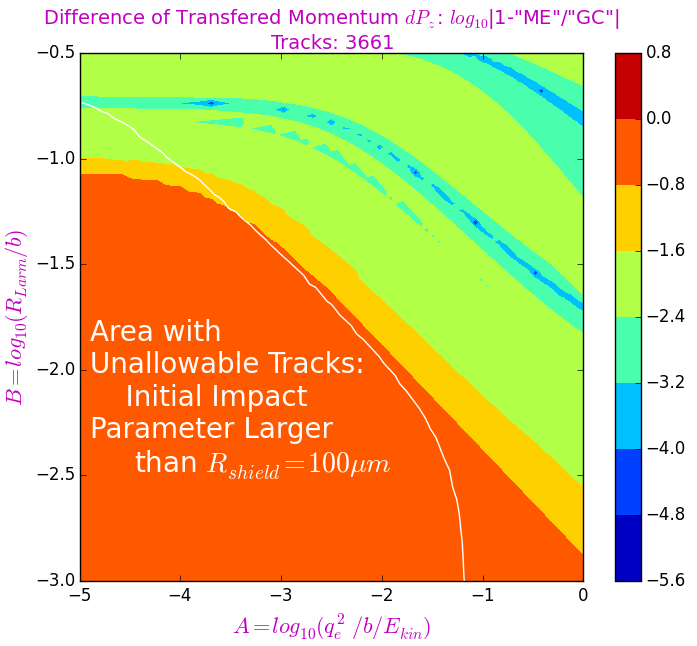 Difference of Transfered Momentum dP_z: log_10|1-"ME"/"GC"|
Tracks: 3661
−0.5
−1.0
−1.5
−2.0
−2.5
−3.0
B=log_10(R_Larm/b)
Area with
Unallowable Tracks:
Initial Impact
Parameter Larger
than R_shield=100μm
−5 −4 −3 −2 −1 0
A=log_10(q_e^2/b/E_kin)
0.8
0.0
−0.8
−1.6
−2.4
−3.2
−4.0
−4.8
−5.6